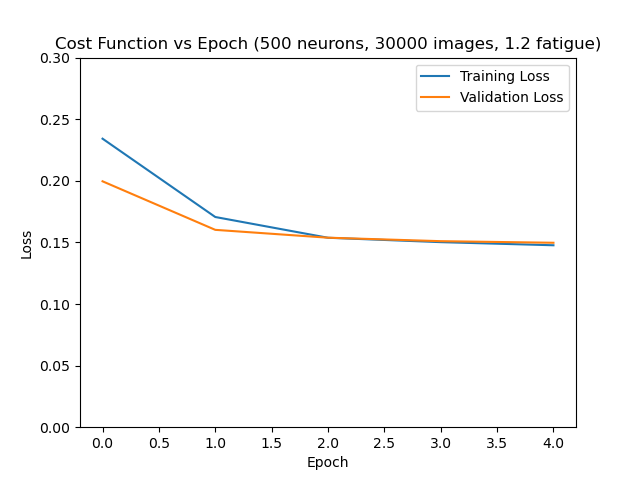 Cost Function vs Epoch (500 neurons, 30000 images, 1.2 fatigue)
Training Loss
Validation Loss
0.30
0.25
0.20
0.15
0.10
0.05
0.00
Loss
0.0 0.5 1.0 1.5 2.0 2.5 3.0 3.5 4.0
Epoch